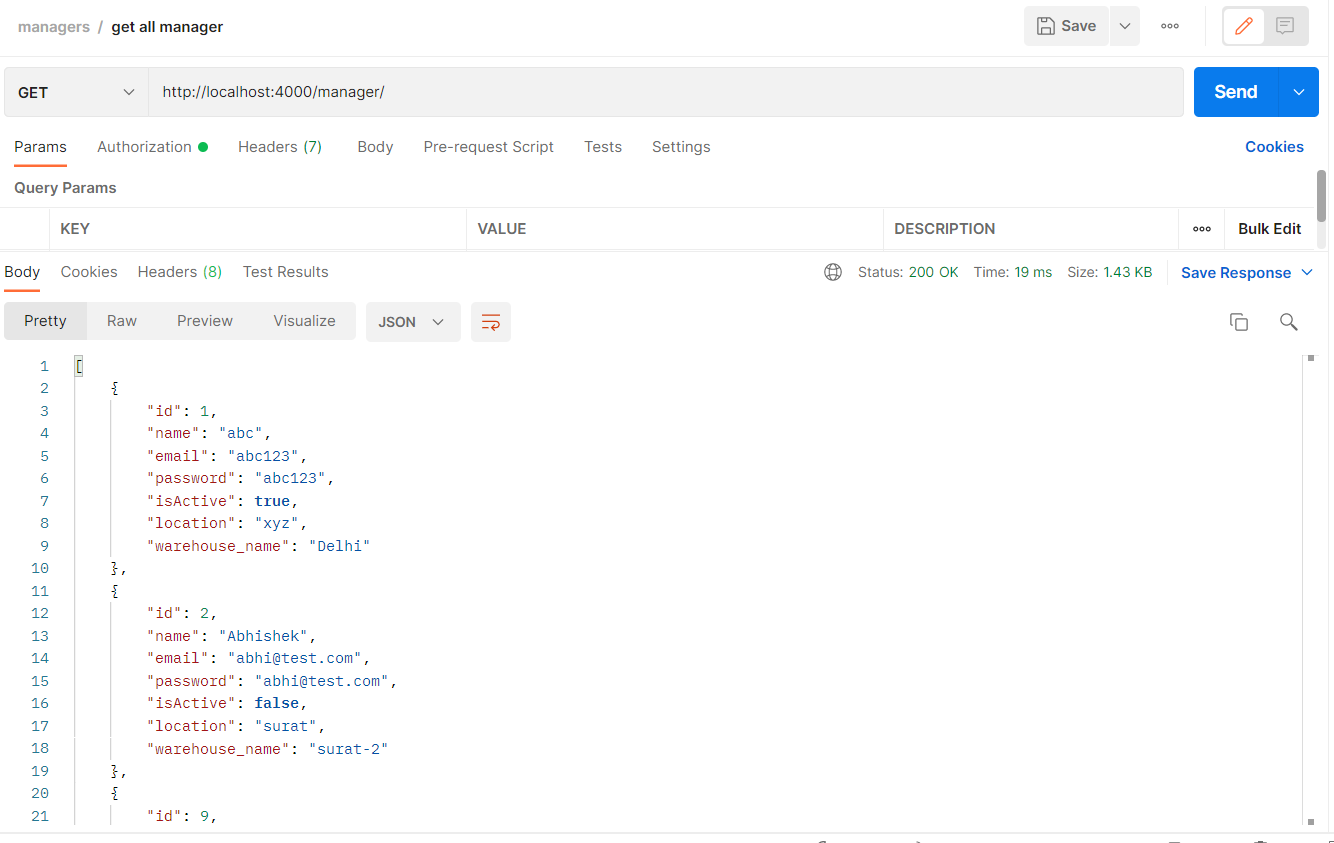 managers / get all manager Save
GET http://localhost:4000/manager/ Send
Params Authorization Headers (7) Body Pre-request Script Tests Settings Cookies
Query Params
KEY VALUE DESCRIPTION Bulk Edit
Body Cookies Headers (8) Test Results Status: 200 OK Time: 19 ms Size: 1.43 KB Save Response
Pretty Raw Preview Visualize JSON
1 [
2 {
3 "id": 1,
4 "name": "abc",
5 "email": "abc123",
6 "password": "abc123",
7 "isActive": true,
8 "location": "xyz",
9 "warehouse_name": "Delhi"
10 },
11 {
12 "id": 2,
13 "name": "Abhishek",
14 "email": "abhi@test.com",
15 "password": "abhi@test.com",
16 "isActive": false,
17 "location": "surat",
18 "warehouse_name": "surat-2"
19 },
20 {
21 "id": 9,